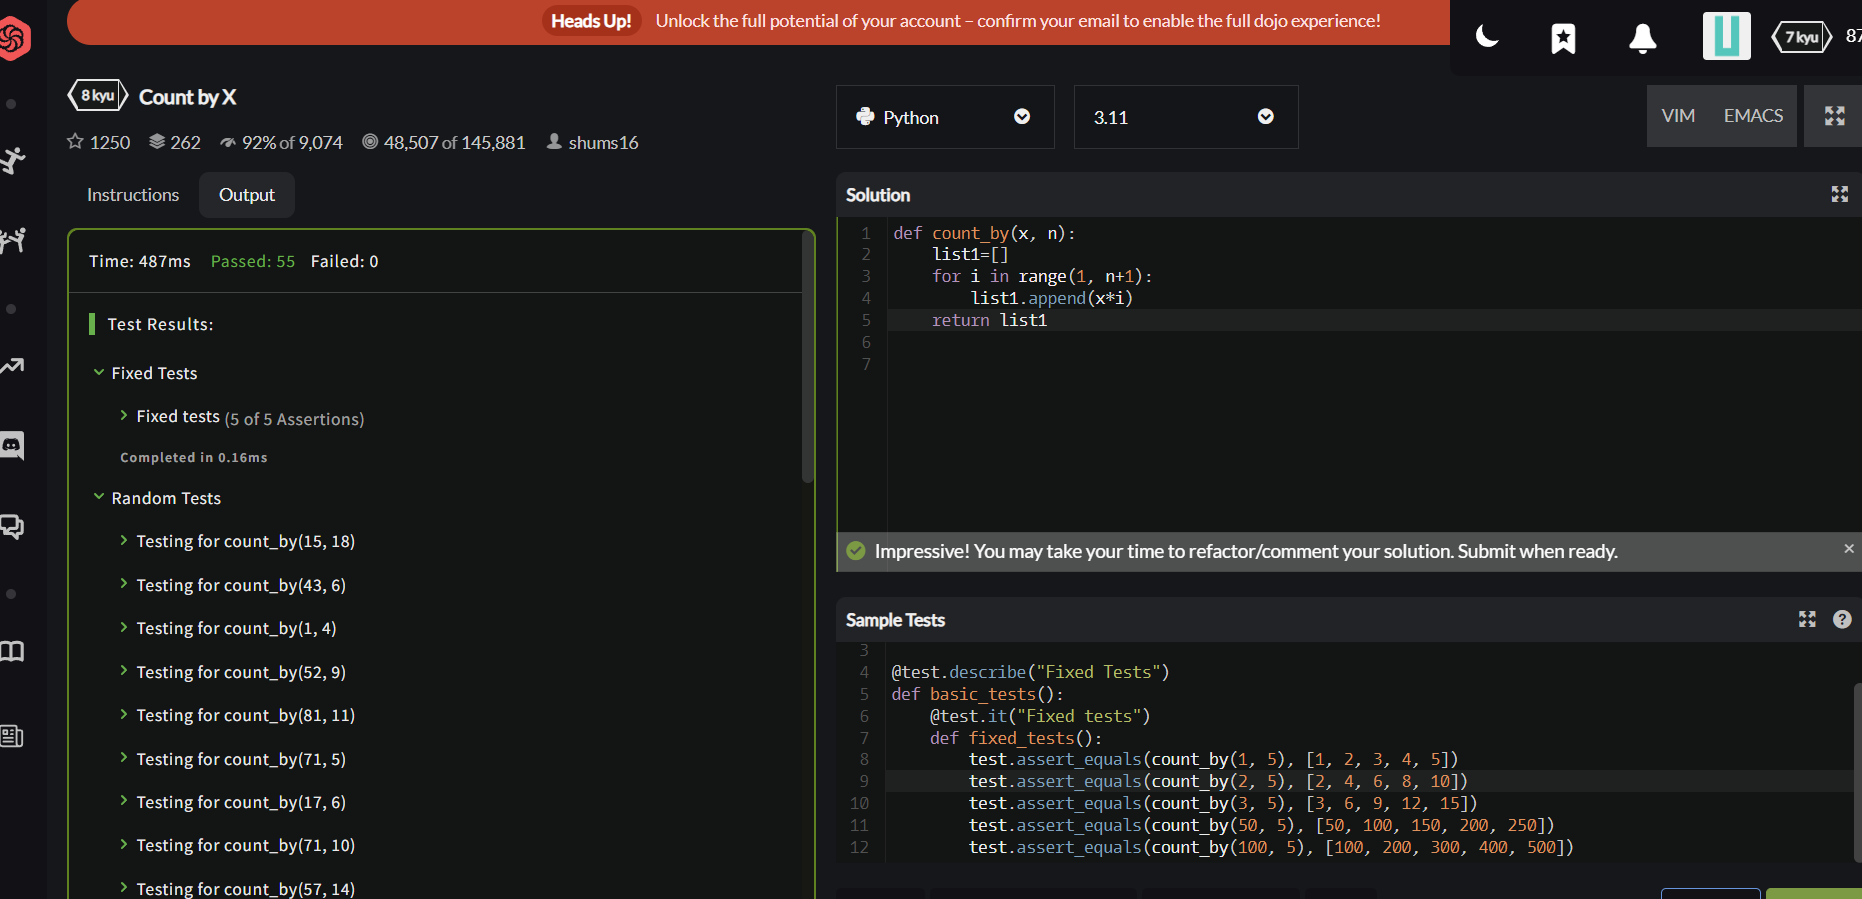 Heads Up! Unlock the full potential of your account – confirm your email to enable the full dojo experience!
7 kyu 87
8 kyu Count by X
1250 262 92% of 9,074 48,507 of 145,881 shums16
Python 3.11
VIM EMACS
Instructions Output
Time: 487ms Passed: 55 Failed: 0
Test Results:
Fixed Tests
Fixed tests (5 of 5 Assertions)
Completed in 0.16ms
Random Tests
Testing for count_by(15, 18)
Testing for count_by(43, 6)
Testing for count_by(1, 4)
Testing for count_by(52, 9)
Testing for count_by(81, 11)
Testing for count_by(71, 5)
Testing for count_by(17, 6)
Testing for count_by(71, 10)
Testing for count_by(57, 14)
Solution
1 def count_by(x, n):
2 list1=[]
3 for i in range(1, n+1):
4 list1.append(x*i)
5 return list1
6
7
Impressive! You may take your time to refactor/comment your solution. Submit when ready. ×
Sample Tests ?
3
4 @test.describe("Fixed Tests")
5 def basic_tests():
6 @test.it("Fixed tests")
7 def fixed_tests():
8 test.assert_equals(count_by(1, 5), [1, 2, 3, 4, 5])
9 test.assert_equals(count_by(2, 5), [2, 4, 6, 8, 10])
10 test.assert_equals(count_by(3, 5), [3, 6, 9, 12, 15])
11 test.assert_equals(count_by(50, 5), [50, 100, 150, 200, 250])
12 test.assert_equals(count_by(100, 5), [100, 200, 300, 400, 500])